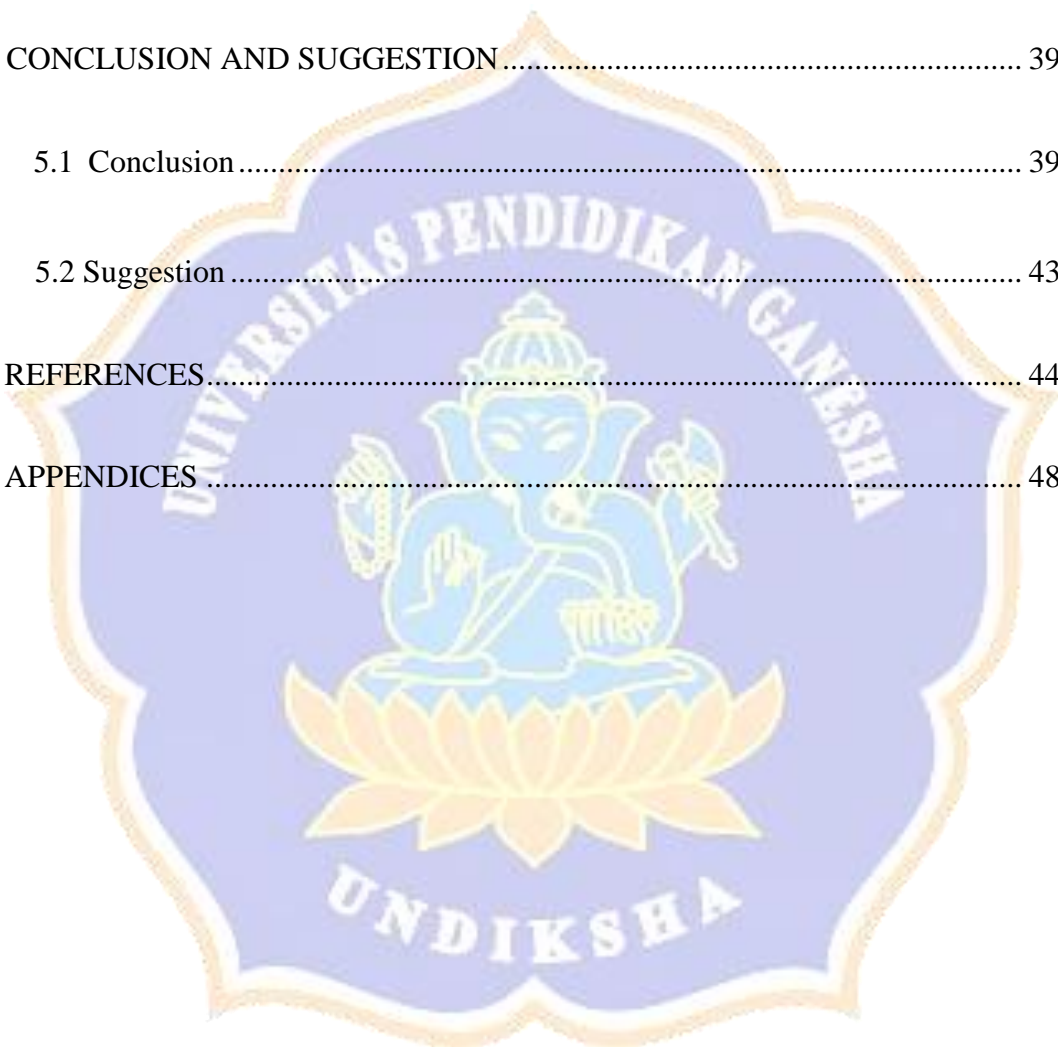 CONCLUSION AND SUGGESTION ........................................................... 39
5.1  Conclusion ........................................................................................... 39
5.2 Suggestion ............................................................................................ 43
REFERENCES ............................................................................................. 44
APPENDICES .............................................................................................. 48
UNIVERSITAS PENDIDIKAN GANESHA
UNDIKSHA